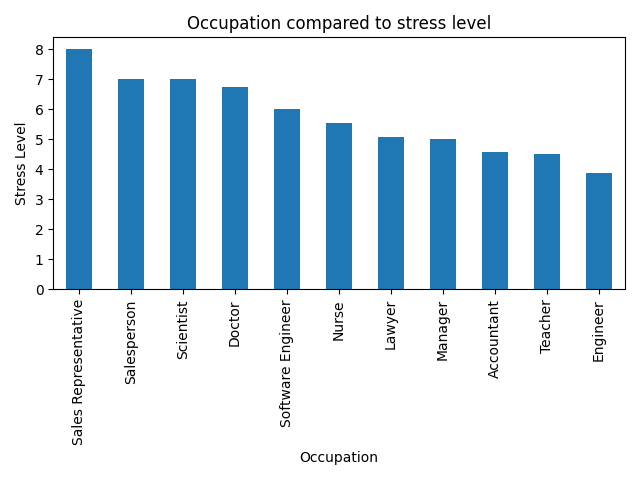 Occupation compared to stress level
Stress Level
8
7
6
5
4
3
2
1
0
Sales Representative
Salesperson
Scientist
Doctor
Software Engineer
Nurse
Lawyer
Manager
Accountant
Teacher
Engineer
Occupation